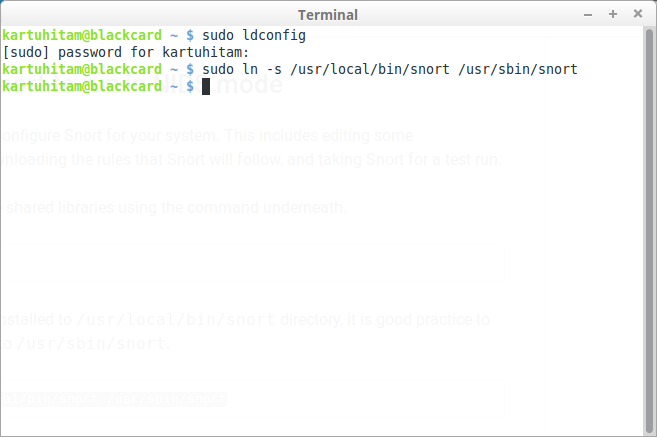 Terminal
kartuhitam@blackcard ~ $ sudo ldconfig
[sudo] password for kartuhitam:
kartuhitam@blackcard ~ $ sudo ln -s /usr/local/bin/snort /usr/sbin/snort
kartuhitam@blackcard ~ $
mode
onfigure Snort for your system. This includes editing some
wnloading the rules that Snort will follow, and taking Snort for a test run.
shared libraries using the command underneath.
nstalled to /usr/local/bin/snort directory, it is good practice to
to /usr/sbin/snort